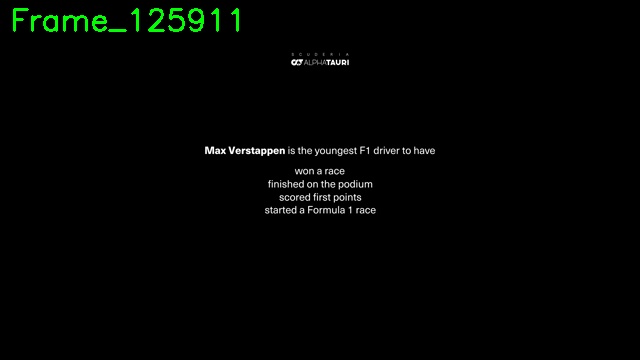 Frame_125911
SCUDERIA
ALPHATAURI
Max Verstappen is the youngest F1 driver to have
won a race
finished on the podium
scored first points
started a Formula 1 race